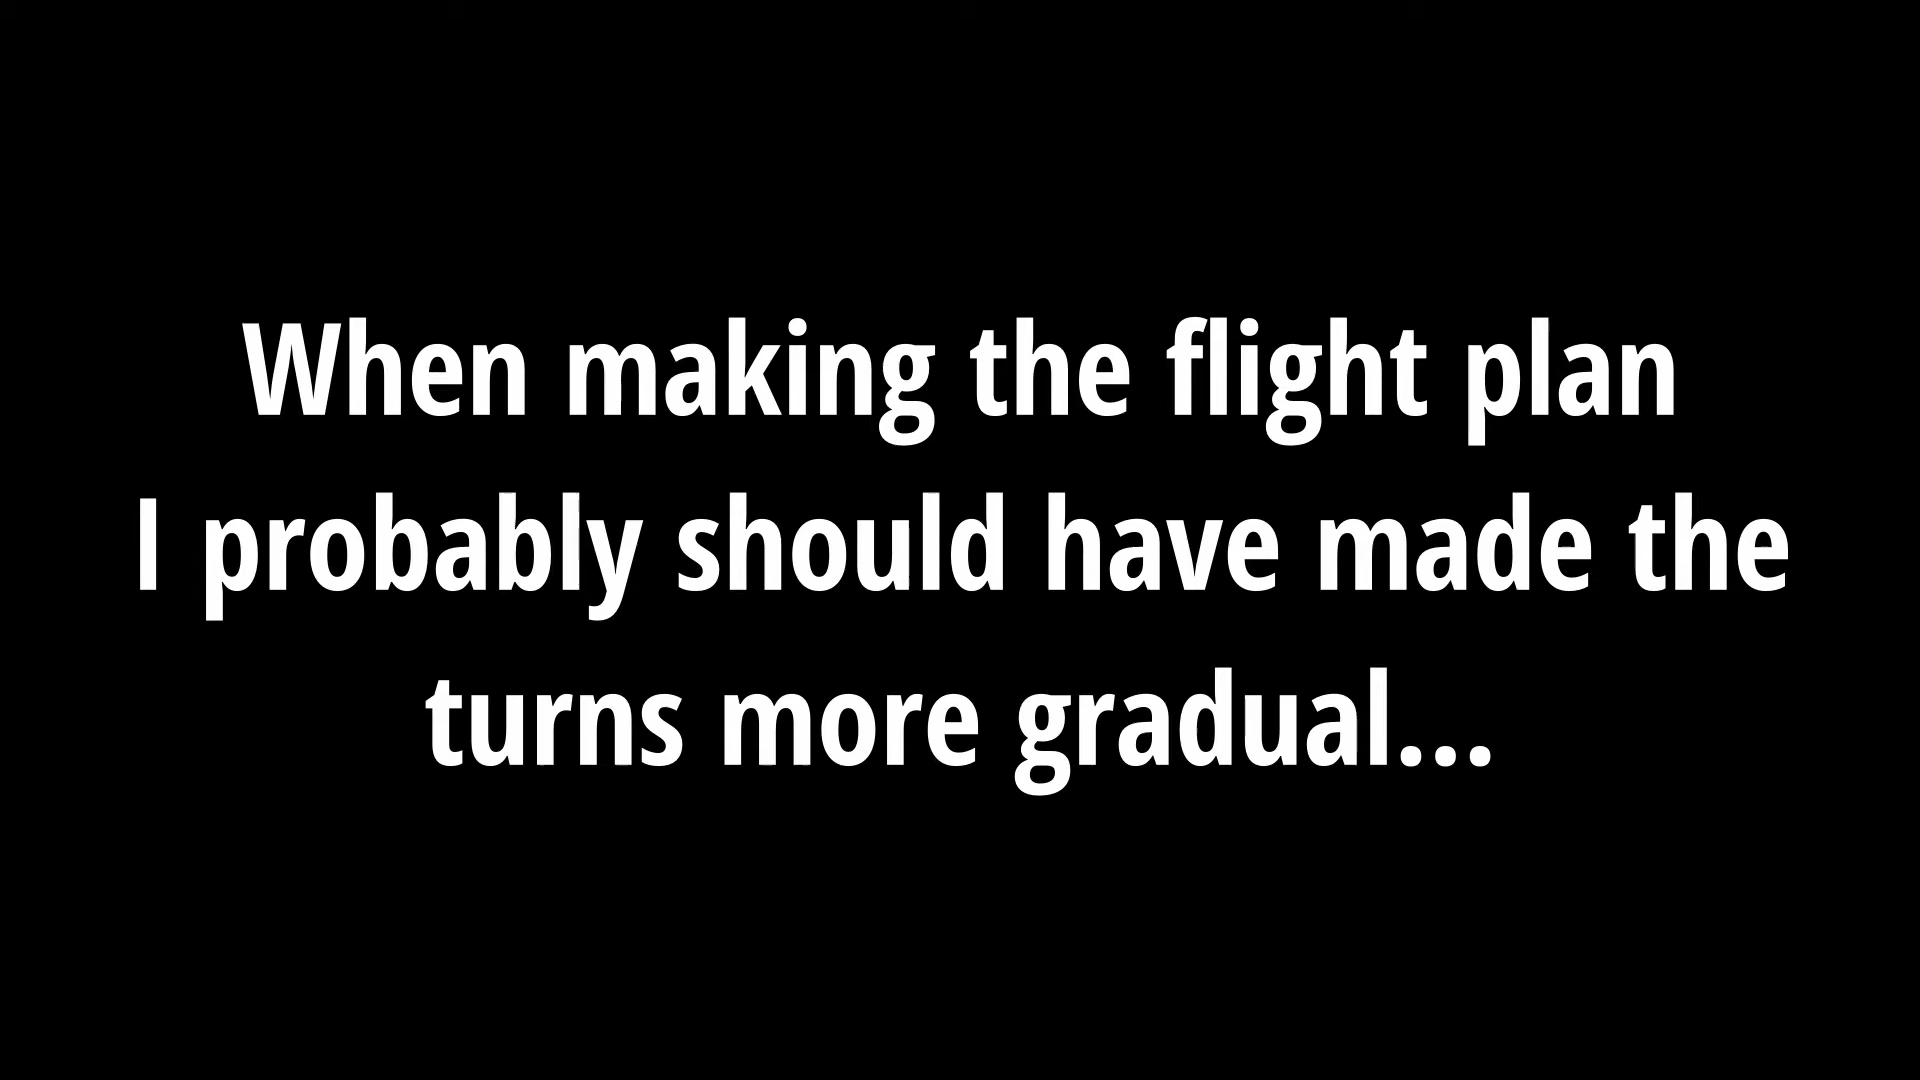 When making the flight plan
I probably should have made the
turns more gradual...